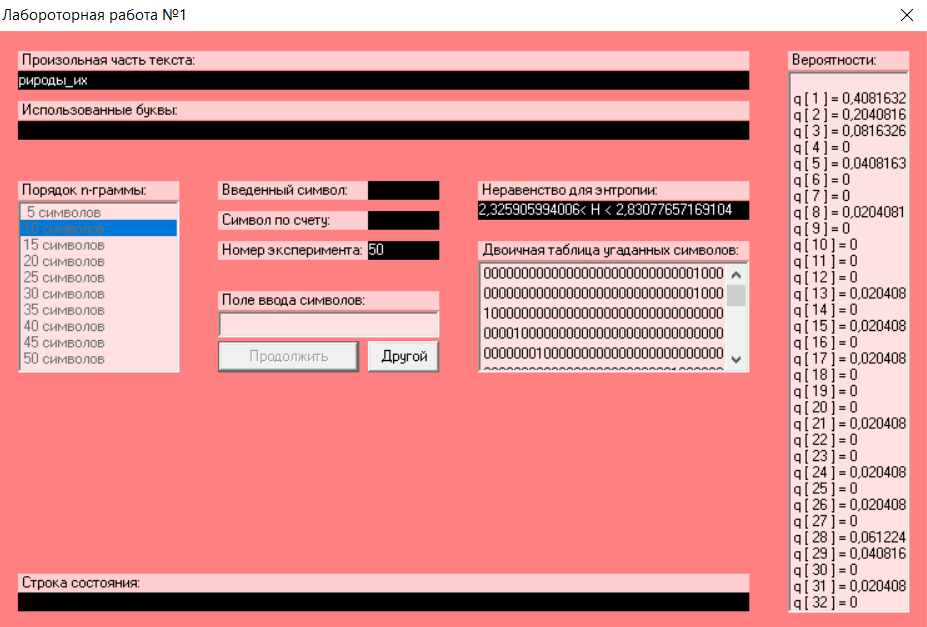 Лабороторная работа №1
Произольная часть текста:
рироды_их
Использованные буквы:
Порядок n-граммы:
5 символов
10 символов
15 символов
20 символов
25 символов
30 символов
35 символов
40 символов
45 символов
50 символов
Введенный символ:
Символ по счету:
Номер эксперимента: 50
Поле ввода символов:
Продолжить
Другой
Неравенство для энтропии:
2,325905994006< H < 2,83077657169104
Двоичная таблица угаданных символов:
00000000000000000000000000001000
00000000000000000000000000001000
10000000000000000000000000000000
00001000000000000000000000000000
00000001000000000000000000000000
Строка состояния:
Вероятности:
q [ 1 ] = 0,4081632
q [ 2 ] = 0,2040816
q [ 3 ] = 0,0816326
q [ 4 ] = 0
q [ 5 ] = 0,0408163
q [ 6 ] = 0
q [ 7 ] = 0
q [ 8 ] = 0,0204081
q [ 9 ] = 0
q [ 10 ] = 0
q [ 11 ] = 0
q [ 12 ] = 0
q [ 13 ] = 0,020408
q [ 14 ] = 0
q [ 15 ] = 0,020408
q [ 16 ] = 0
q [ 17 ] = 0,020408
q [ 18 ] = 0
q [ 19 ] = 0
q [ 20 ] = 0
q [ 21 ] = 0,020408
q [ 22 ] = 0
q [ 23 ] = 0
q [ 24 ] = 0,020408
q [ 25 ] = 0
q [ 26 ] = 0,020408
q [ 27 ] = 0
q [ 28 ] = 0,061224
q [ 29 ] = 0,040816
q [ 30 ] = 0
q [ 31 ] = 0,020408
q [ 32 ] = 0